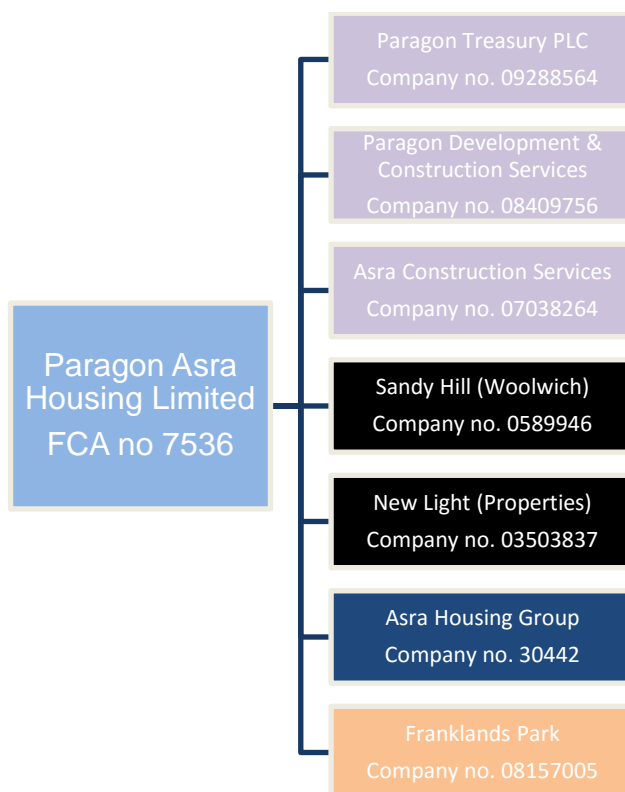 Paragon Treasury PLC
Company no. 09288564
Paragon Development &
Construction Services
Company no. 08409756
Asra Construction Services
Company no. 07038264
Paragon Asra
Housing Limited
FCA no 7536
Sandy Hill (Woolwich)
Company no. 0589946
New Light (Properties)
Company no. 03503837
Asra Housing Group
Company no. 30442
Franklands Park
Company no. 08157005